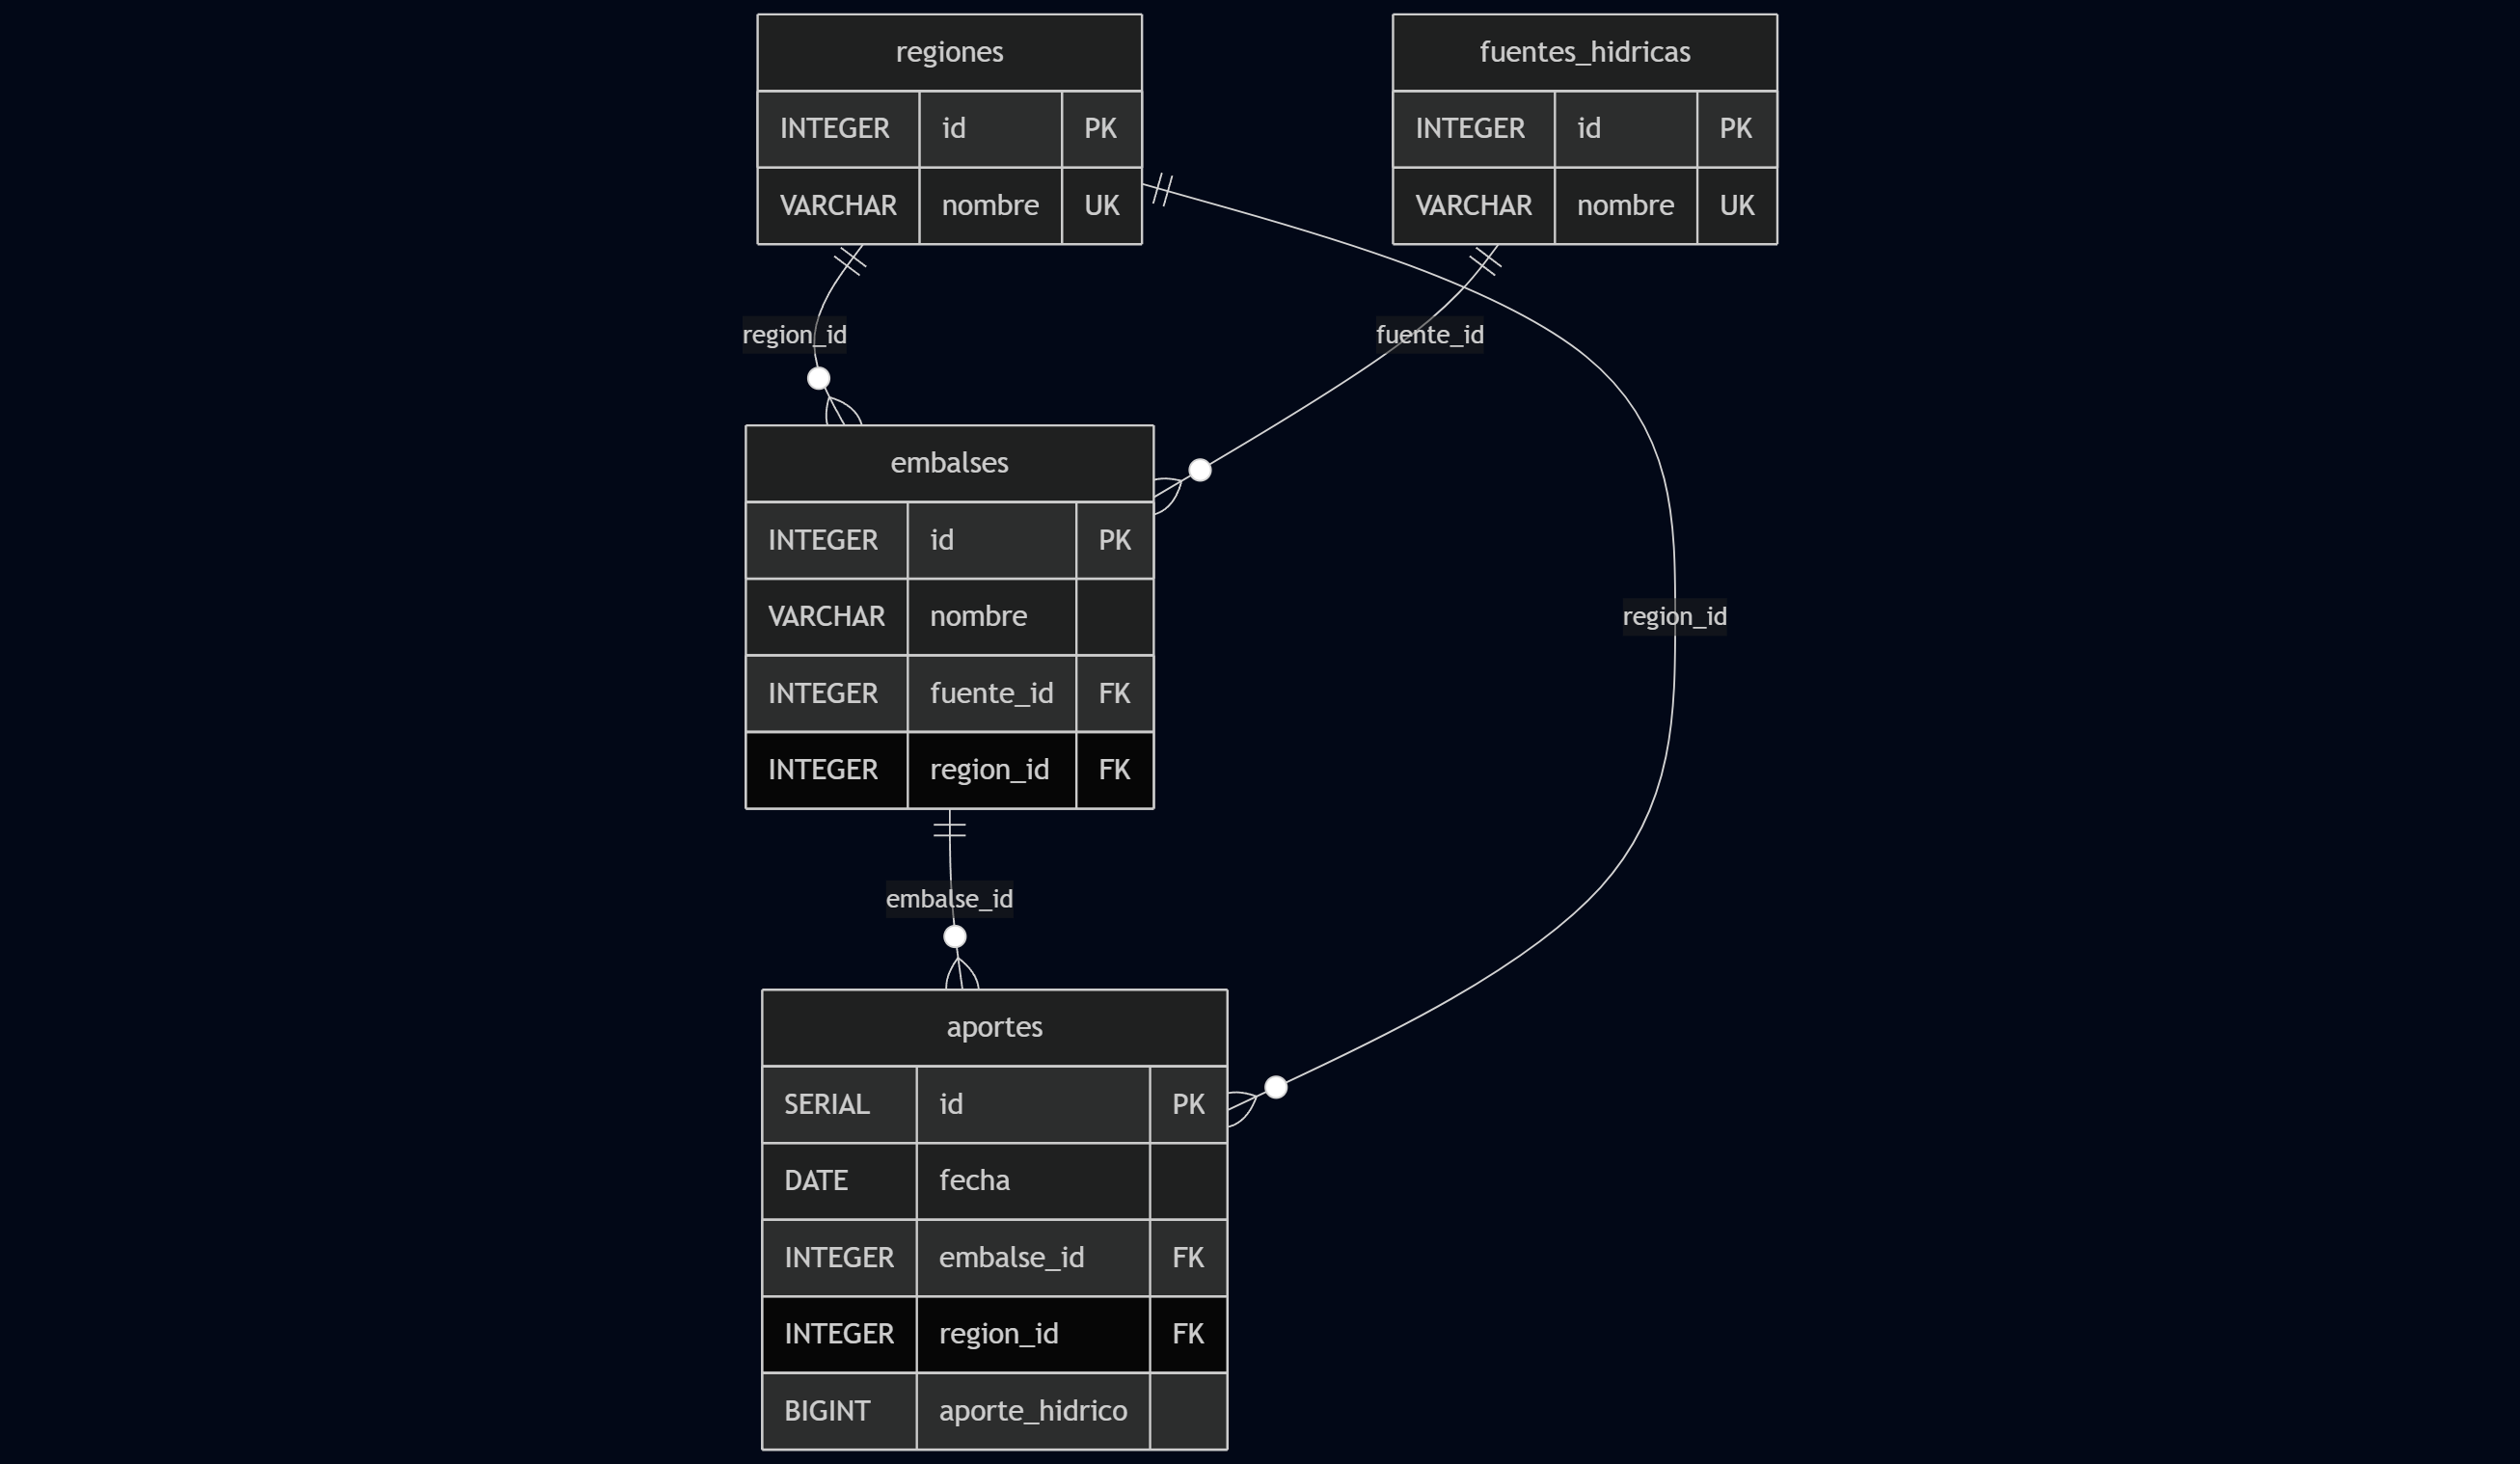 regiones
INTEGER id PK
VARCHAR nombre UK
fuentes_hidricas
INTEGER id PK
VARCHAR nombre UK
region_id
fuente_id
embalses
INTEGER id PK
VARCHAR nombre
INTEGER fuente_id FK
INTEGER region_id FK
region_id
embalse_id
aportes
SERIAL id PK
DATE fecha
INTEGER embalse_id FK
INTEGER region_id FK
BIGINT aporte_hidrico